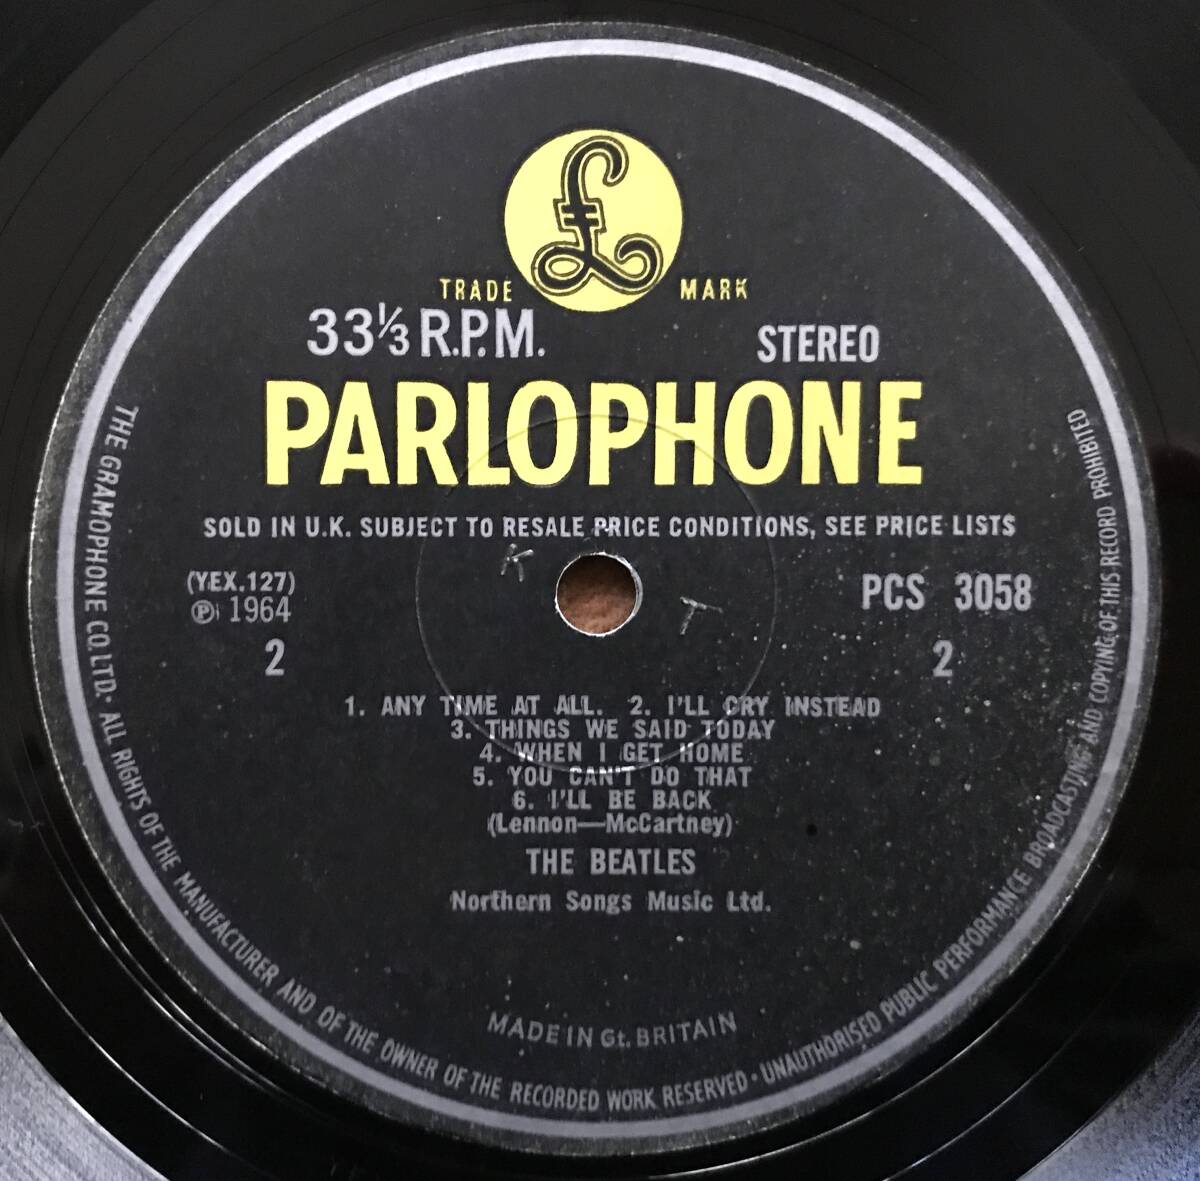 £
TRADE MARK
33⅓ R.P.M. STEREO
PARLOPHONE
SOLD IN U.K. SUBJECT TO RESALE PRICE CONDITIONS, SEE PRICE LISTS
K
T
(YEX.127)
℗ 1964
2
PCS 3058
2
1. ANY TIME AT ALL. 2. I'LL CRY INSTEAD
3. THINGS WE SAID TODAY
4. WHEN I GET HOME
5. YOU CAN'T DO THAT
6. I'LL BE BACK
(Lennon—McCartney)
THE BEATLES
Northern Songs Music Ltd.
MADE IN Gt. BRITAIN
THE GRAMOPHONE CO. LTD. · ALL RIGHTS OF THE MANUFACTURER AND OF THE OWNER OF THE RECORDED WORK RESERVED · UNAUTHORISED PUBLIC PERFORMANCE BROADCASTING AND COPYING OF THIS RECORD PROHIBITED